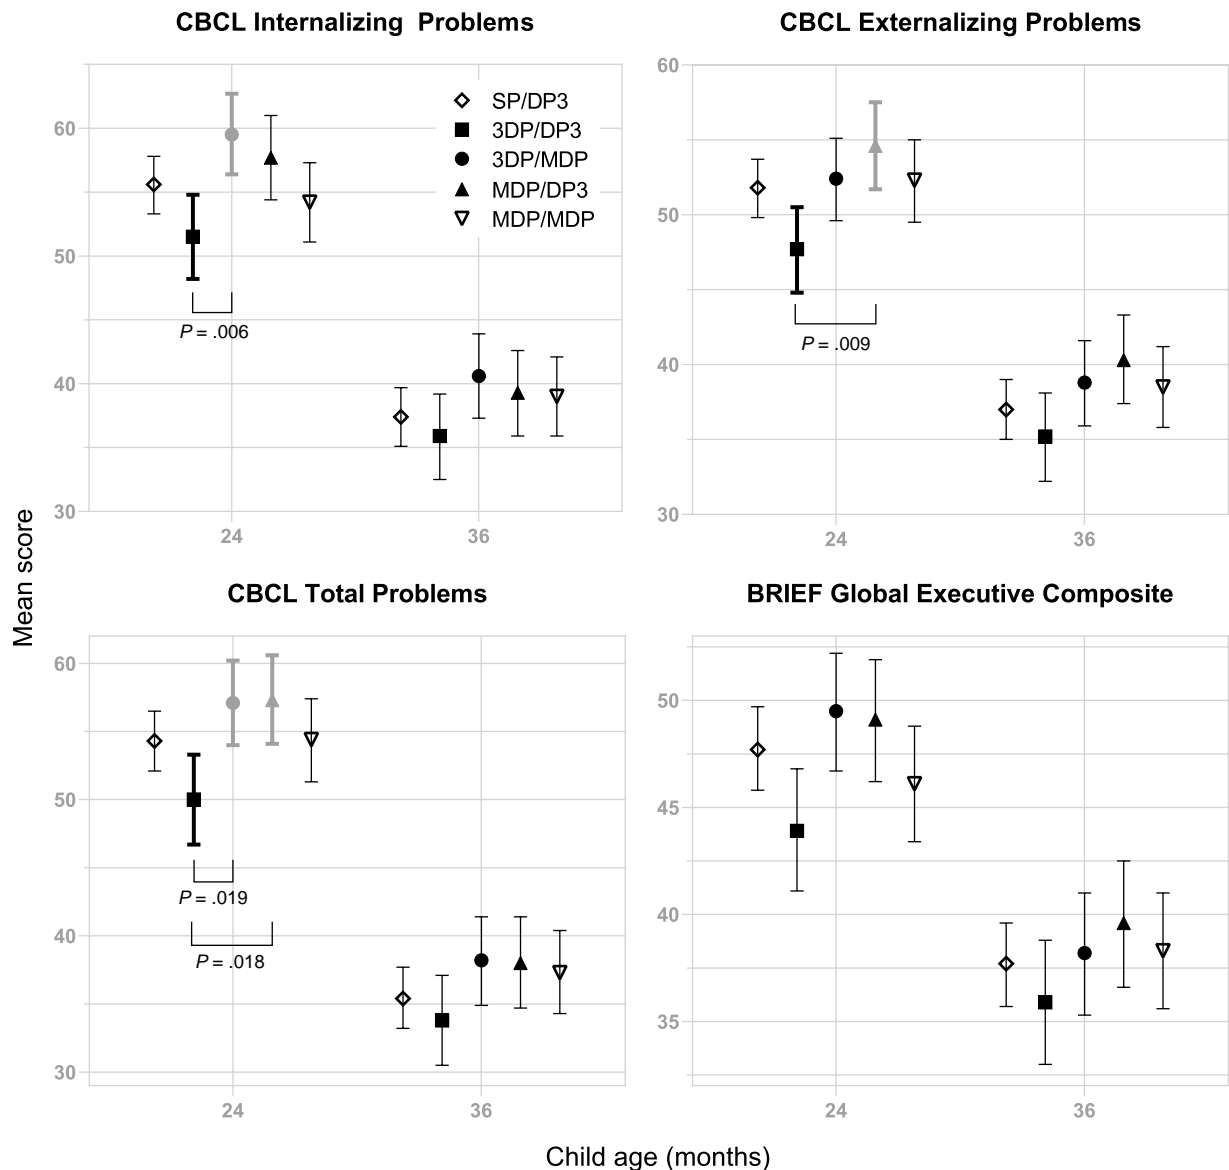 CBCL Internalizing Problems
60
50
40
30
24
36
SP/DP3
3DP/DP3
3DP/MDP
MDP/DP3
MDP/MDP
P = .006
CBCL Externalizing Problems
60
50
40
30
24
36
P = .009
Mean score
CBCL Total Problems
60
50
40
30
24
36
P = .019
P = .018
BRIEF Global Executive Composite
50
45
40
35
24
36
Child age (months)